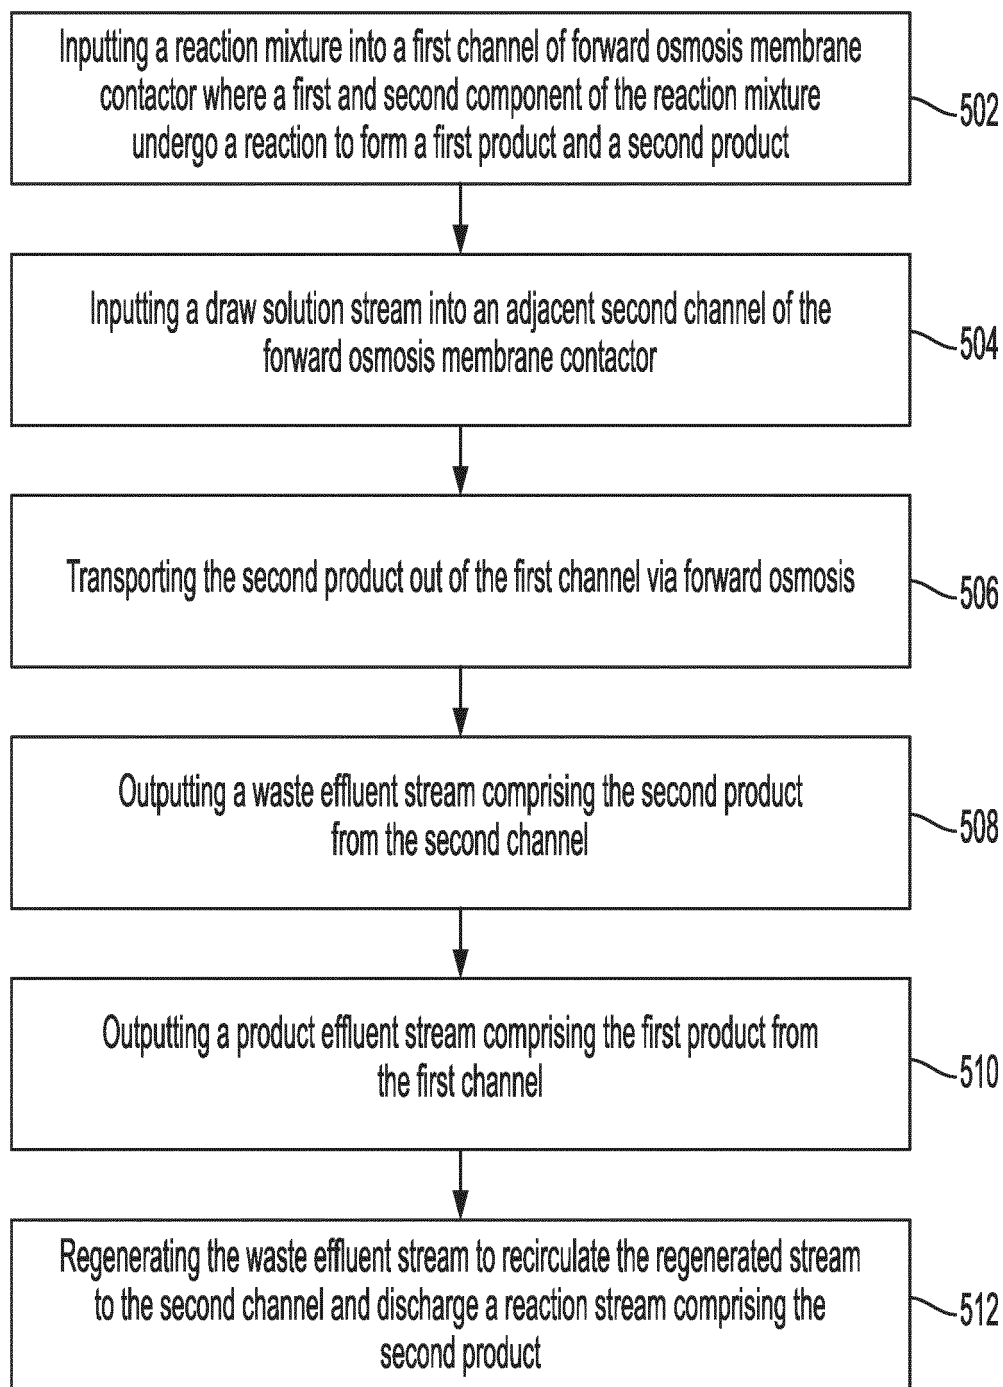 Inputting a reaction mixture into a first channel of forward osmosis membrane
contactor where a first and second component of the reaction mixture
undergo a reaction to form a first product and a second product
502
Inputting a draw solution stream into an adjacent second channel of the
forward osmosis membrane contactor
504
Transporting the second product out of the first channel via forward osmosis
506
Outputting a waste effluent stream comprising the second product
from the second channel
508
Outputting a product effluent stream comprising the first product from
the first channel
510
Regenerating the waste effluent stream to recirculate the regenerated stream
to the second channel and discharge a reaction stream comprising the
second product
512